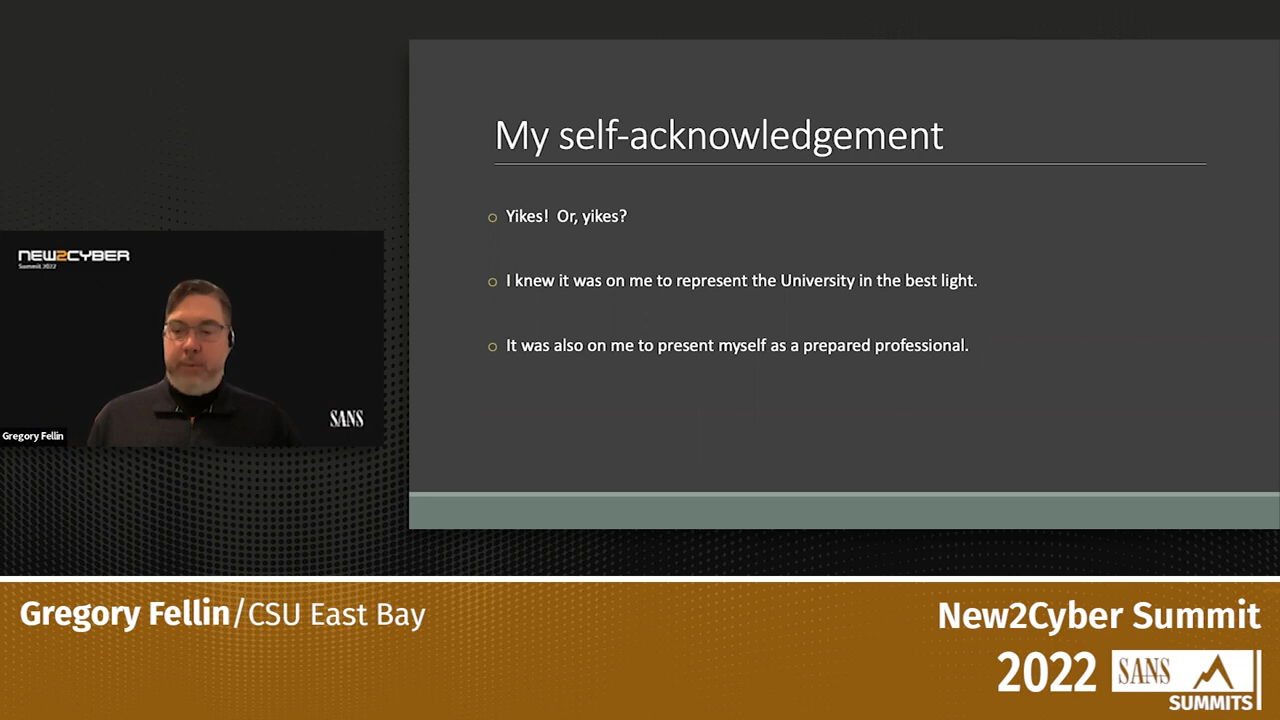 My self-acknowledgement
Yikes!  Or, yikes?
I knew it was on me to represent the University in the best light.
It was also on me to present myself as a prepared professional.
NEW2CYBER
Summit 2022
SANS
Gregory Fellin
Gregory Fellin/CSU East Bay
New2Cyber Summit
2022
SANS
SUMMITS